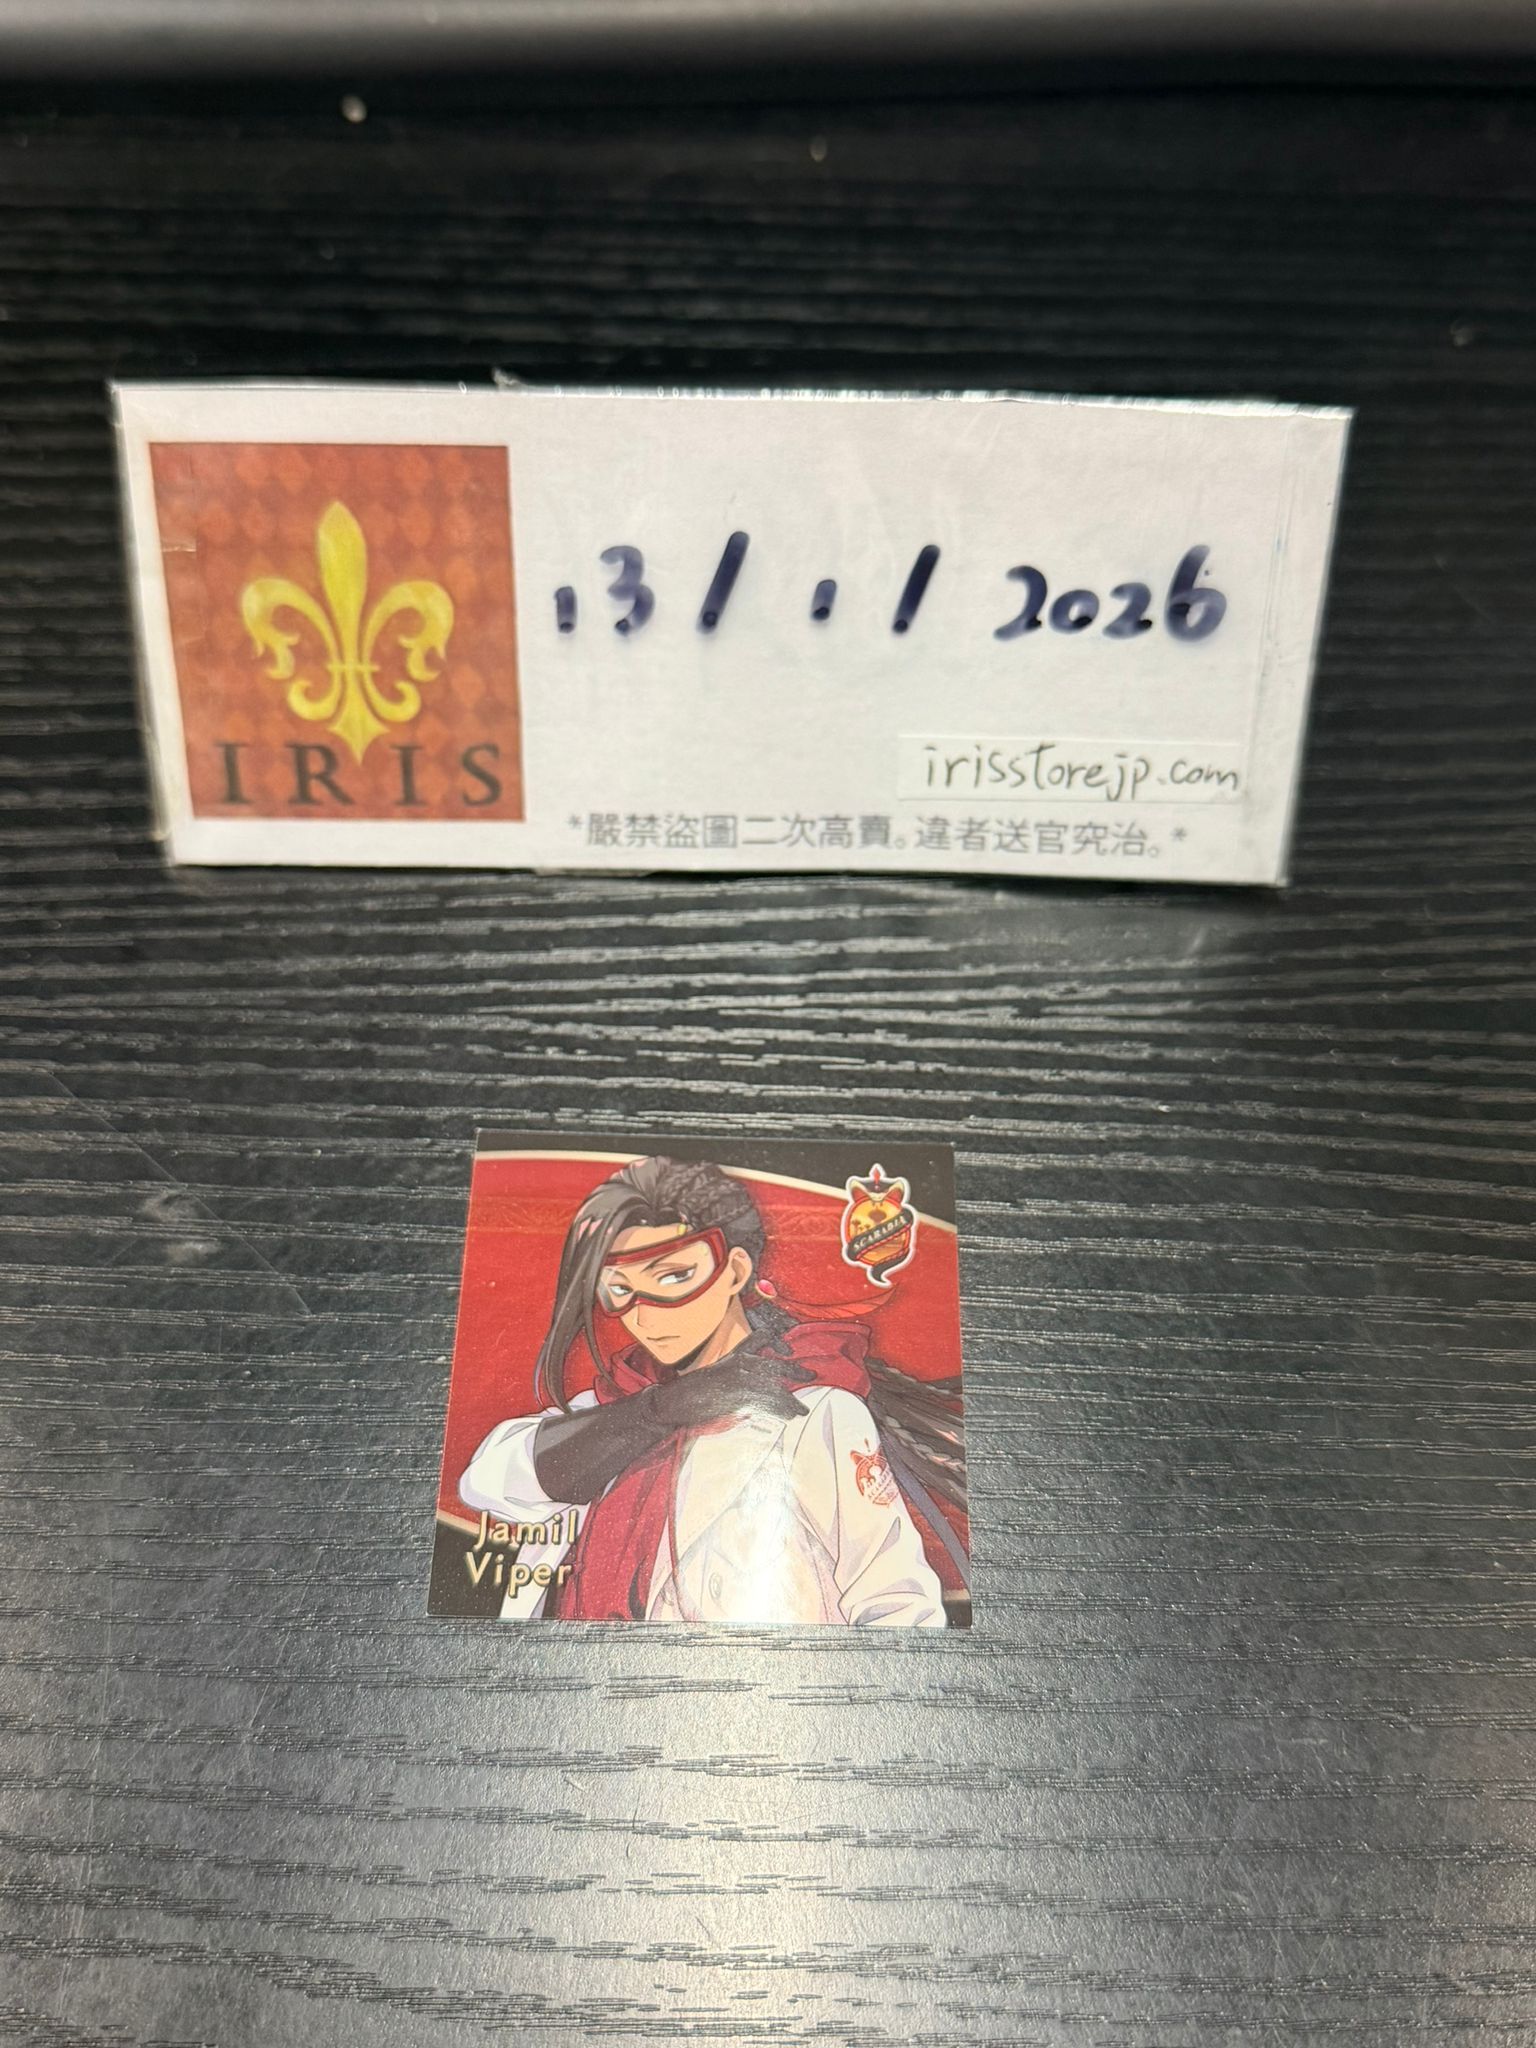 IRIS
13/1/2026
irisstorejp.com
*嚴禁盜圖二次高賣。違者送官究治。*
SCARABIA
Jamil
Viper